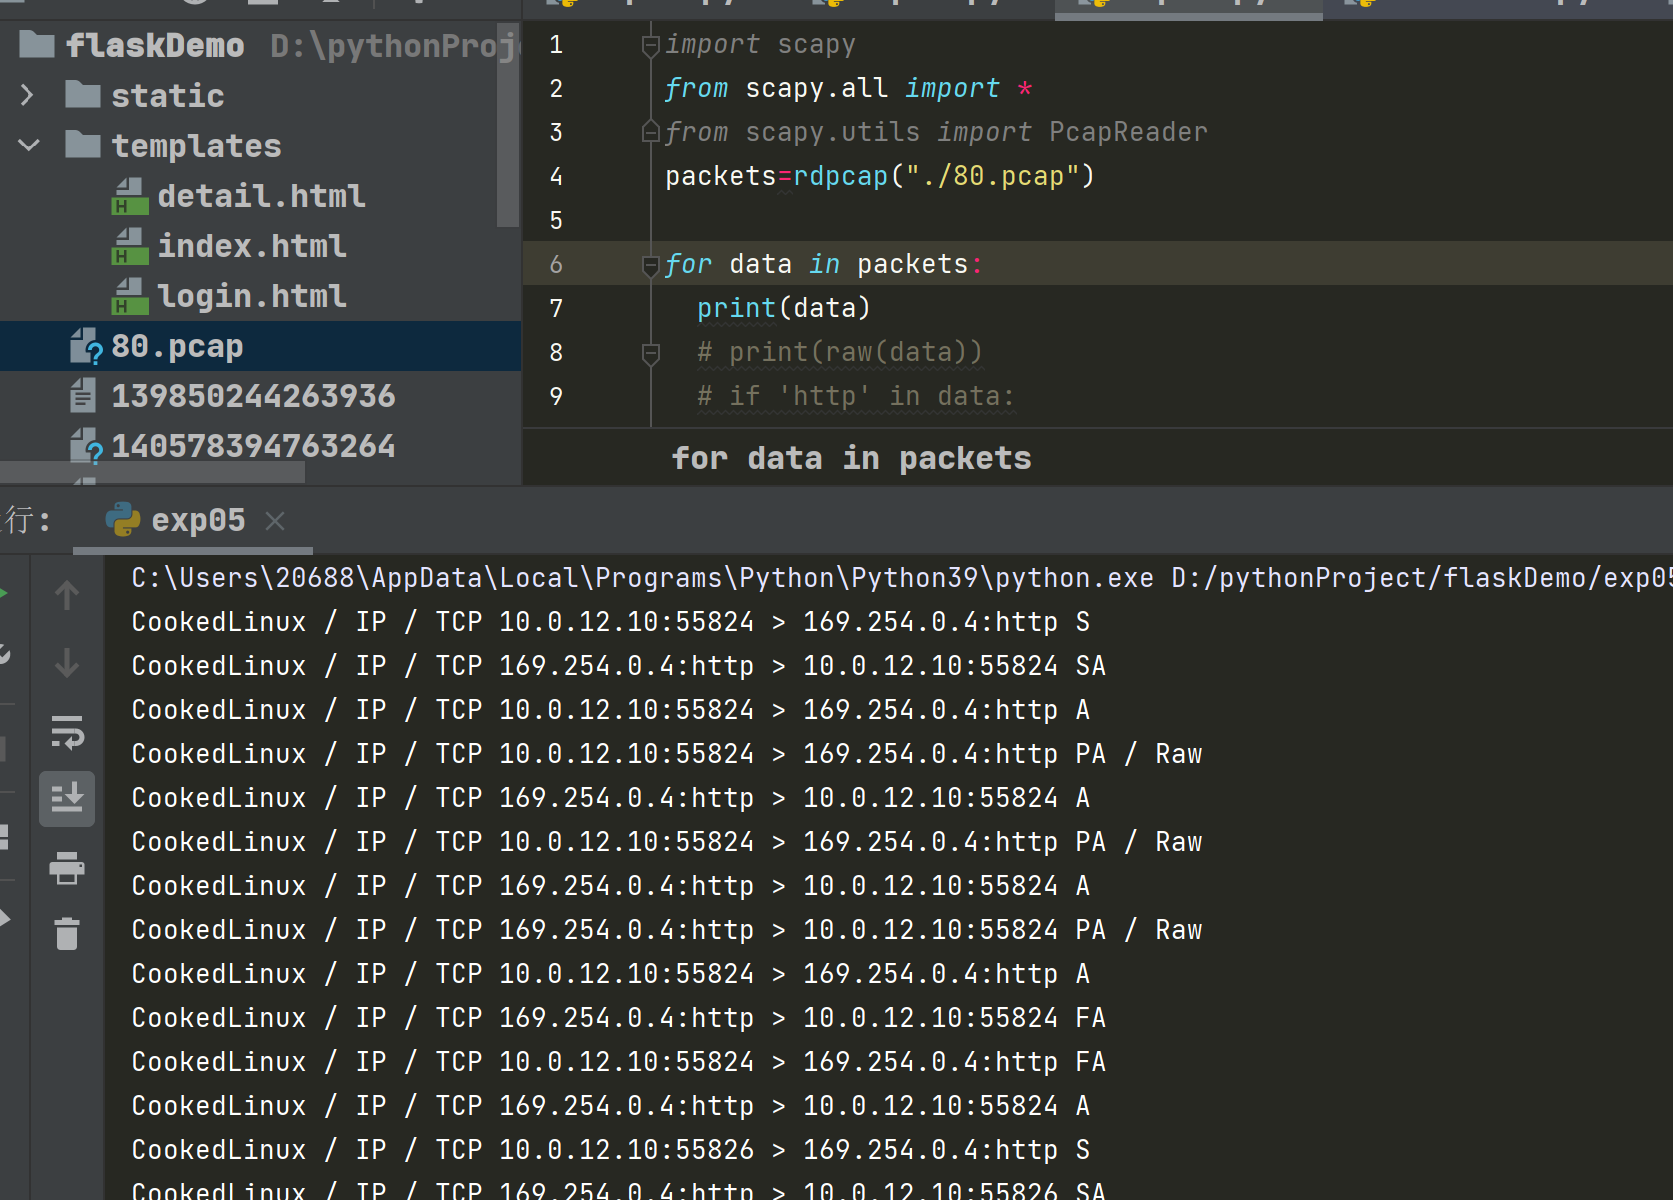 flaskDemo D:\pythonProj
static
templates
detail.html
index.html
login.html
80.pcap
139850244263936
140578394763264
1 import scapy
2 from scapy.all import *
3 from scapy.utils import PcapReader
4 packets=rdpcap("./80.pcap")
5
6 for data in packets:
7 print(data)
8 # print(raw(data))
9 # if 'http' in data:
for data in packets
行: exp05
C:\Users\20688\AppData\Local\Programs\Python\Python39\python.exe D:/pythonProject/flaskDemo/exp05
CookedLinux / IP / TCP 10.0.12.10:55824 > 169.254.0.4:http S
CookedLinux / IP / TCP 169.254.0.4:http > 10.0.12.10:55824 SA
CookedLinux / IP / TCP 10.0.12.10:55824 > 169.254.0.4:http A
CookedLinux / IP / TCP 10.0.12.10:55824 > 169.254.0.4:http PA / Raw
CookedLinux / IP / TCP 169.254.0.4:http > 10.0.12.10:55824 A
CookedLinux / IP / TCP 10.0.12.10:55824 > 169.254.0.4:http PA / Raw
CookedLinux / IP / TCP 169.254.0.4:http > 10.0.12.10:55824 A
CookedLinux / IP / TCP 169.254.0.4:http > 10.0.12.10:55824 PA / Raw
CookedLinux / IP / TCP 10.0.12.10:55824 > 169.254.0.4:http A
CookedLinux / IP / TCP 169.254.0.4:http > 10.0.12.10:55824 FA
CookedLinux / IP / TCP 10.0.12.10:55824 > 169.254.0.4:http FA
CookedLinux / IP / TCP 169.254.0.4:http > 10.0.12.10:55824 A
CookedLinux / IP / TCP 10.0.12.10:55826 > 169.254.0.4:http S
CookedLinux / IP / TCP 169.254.0.4:http > 10.0.12.10:55826 SA